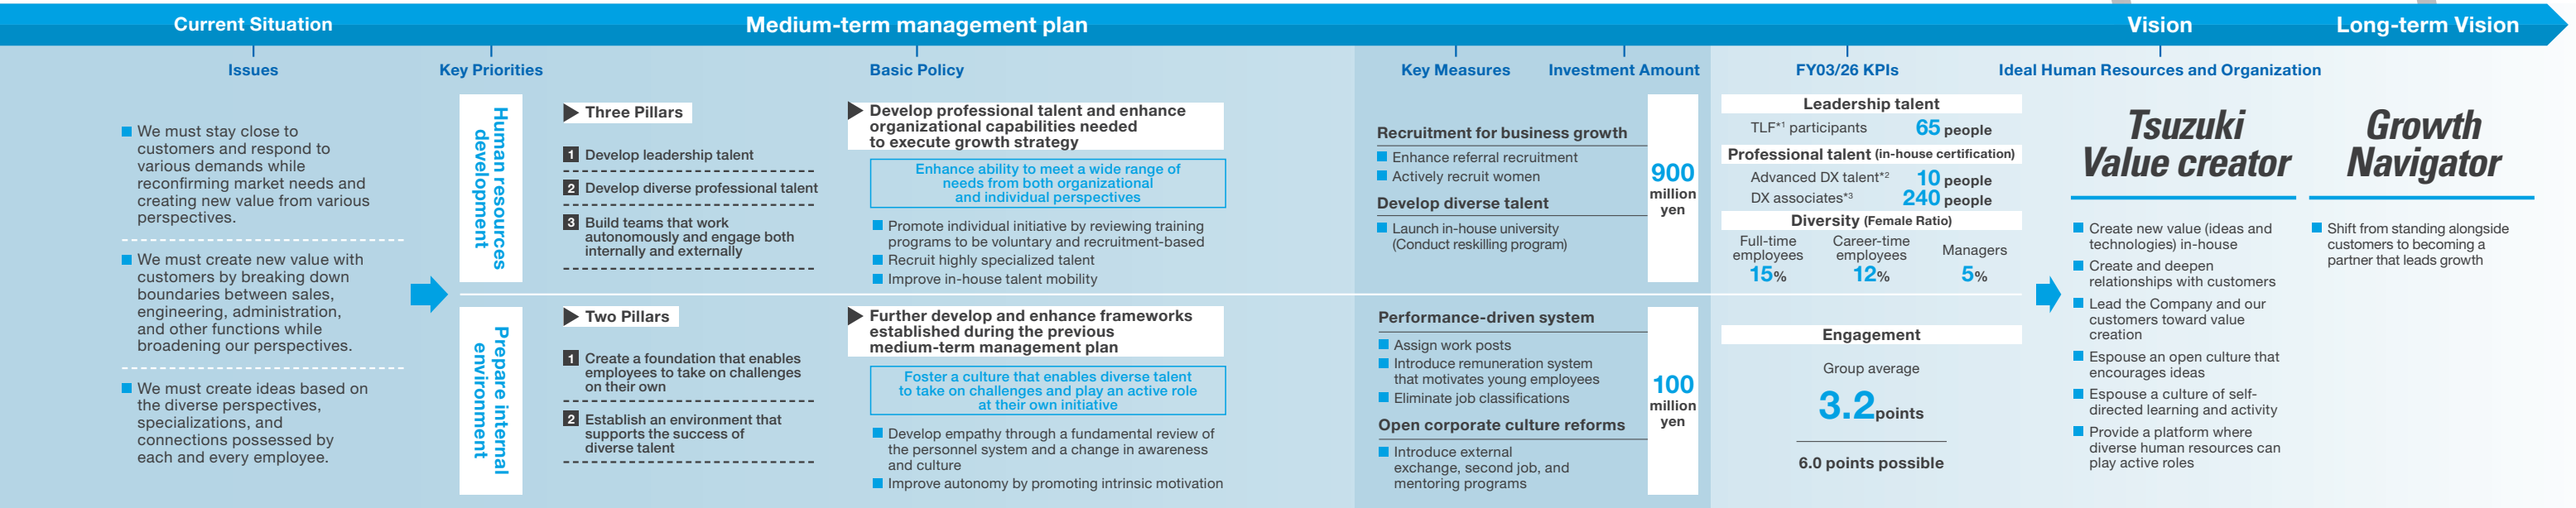 Current Situation
Medium-term management plan
Vision
Long-term Vision
Issues
Key Priorities
Basic Policy
Key Measures
Investment Amount
FY03/26 KPIs
Ideal Human Resources and Organization
We must stay close to
customers and respond to
various demands while
reconfirming market needs and
creating new value from various
perspectives.
We must create new value with
customers by breaking down
boundaries between sales,
engineering, administration,
and other functions while
broadening our perspectives.
We must create ideas based on
the diverse perspectives,
specializations, and
connections possessed by
each and every employee.
Human resources
development
Three Pillars
1 Develop leadership talent
2 Develop diverse professional talent
3 Build teams that work
autonomously and engage both
internally and externally
Develop professional talent and enhance
organizational capabilities needed
to execute growth strategy
Enhance ability to meet a wide range of
needs from both organizational
and individual perspectives
Promote individual initiative by reviewing training
programs to be voluntary and recruitment-based
Recruit highly specialized talent
Improve in-house talent mobility
Recruitment for business growth
Enhance referral recruitment
Actively recruit women
Develop diverse talent
Launch in-house university
(Conduct reskilling program)
900
million
yen
Leadership talent
TLF*1 participants 65 people
Professional talent (in-house certification)
Advanced DX talent*2 10 people
DX associates*3 240 people
Diversity (Female Ratio)
Full-time
employees
15%
Career-time
employees
12%
Managers
5%
Prepare internal
environment
Two Pillars
1 Create a foundation that enables
employees to take on challenges
on their own
2 Establish an environment that
supports the success of
diverse talent
Further develop and enhance frameworks
established during the previous
medium-term management plan
Foster a culture that enables diverse talent
to take on challenges and play an active role
at their own initiative
Develop empathy through a fundamental review of
the personnel system and a change in awareness
and culture
Improve autonomy by promoting intrinsic motivation
Performance-driven system
Assign work posts
Introduce remuneration system
that motivates young employees
Eliminate job classifications
Open corporate culture reforms
Introduce external
exchange, second job, and
mentoring programs
100
million
yen
Engagement
Group average
3.2points
6.0 points possible
Tsuzuki
Value creator
Create new value (ideas and
technologies) in-house
Create and deepen
relationships with customers
Lead the Company and our
customers toward value
creation
Espouse an open culture that
encourages ideas
Espouse a culture of self-
directed learning and activity
Provide a platform where
diverse human resources can
play active roles
Growth
Navigator
Shift from standing alongside
customers to becoming a
partner that leads growth